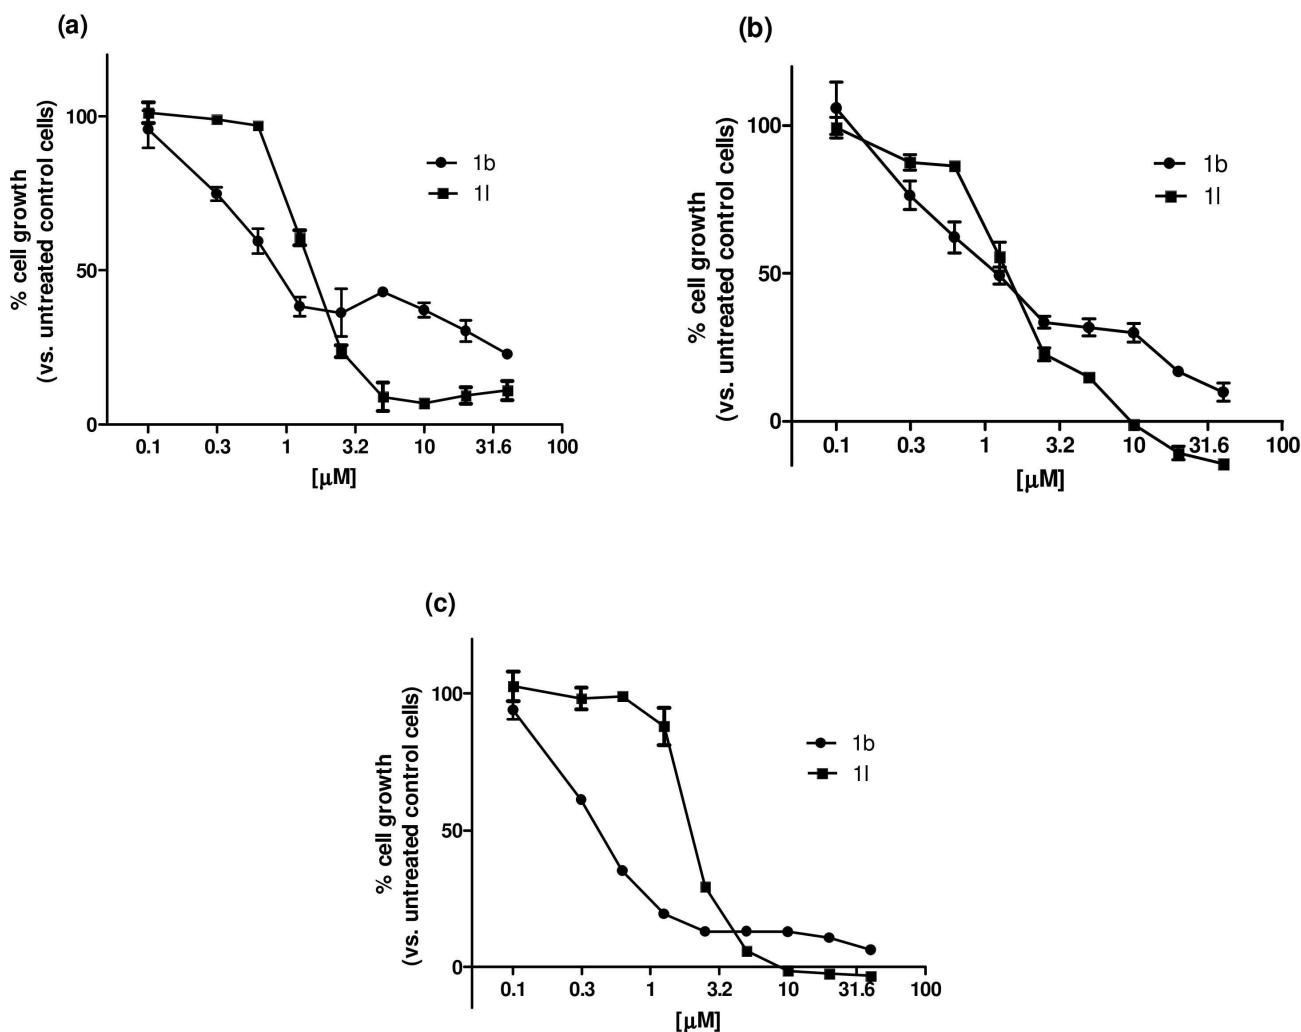 (a)
% cell growth
(vs. untreated control cells)
100
50
0
0.1 0.3 1 3.2 10 31.6 100
[μM]
1b
1l
(b)
% cell growth
(vs. untreated control cells)
100
50
0
0.1 0.3 1 3.2 10 31.6 100
[μM]
1b
1l
(c)
% cell growth
(vs. untreated control cells)
100
50
0
0.1 0.3 1 3.2 10 31.6 100
[μM]
1b
1l